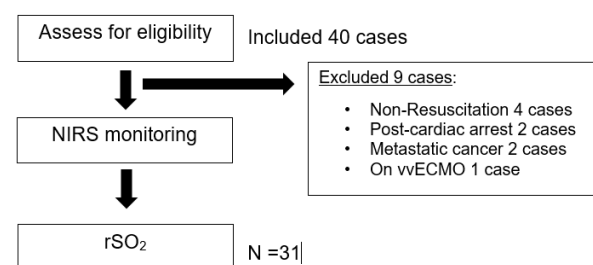 Assess for eligibility
Included 40 cases
Excluded 9 cases:
• Non-Resuscitation 4 cases
• Post-cardiac arrest 2 cases
• Metastatic cancer 2 cases
• On vvECMO 1 case
NIRS monitoring
rSO₂
N =31